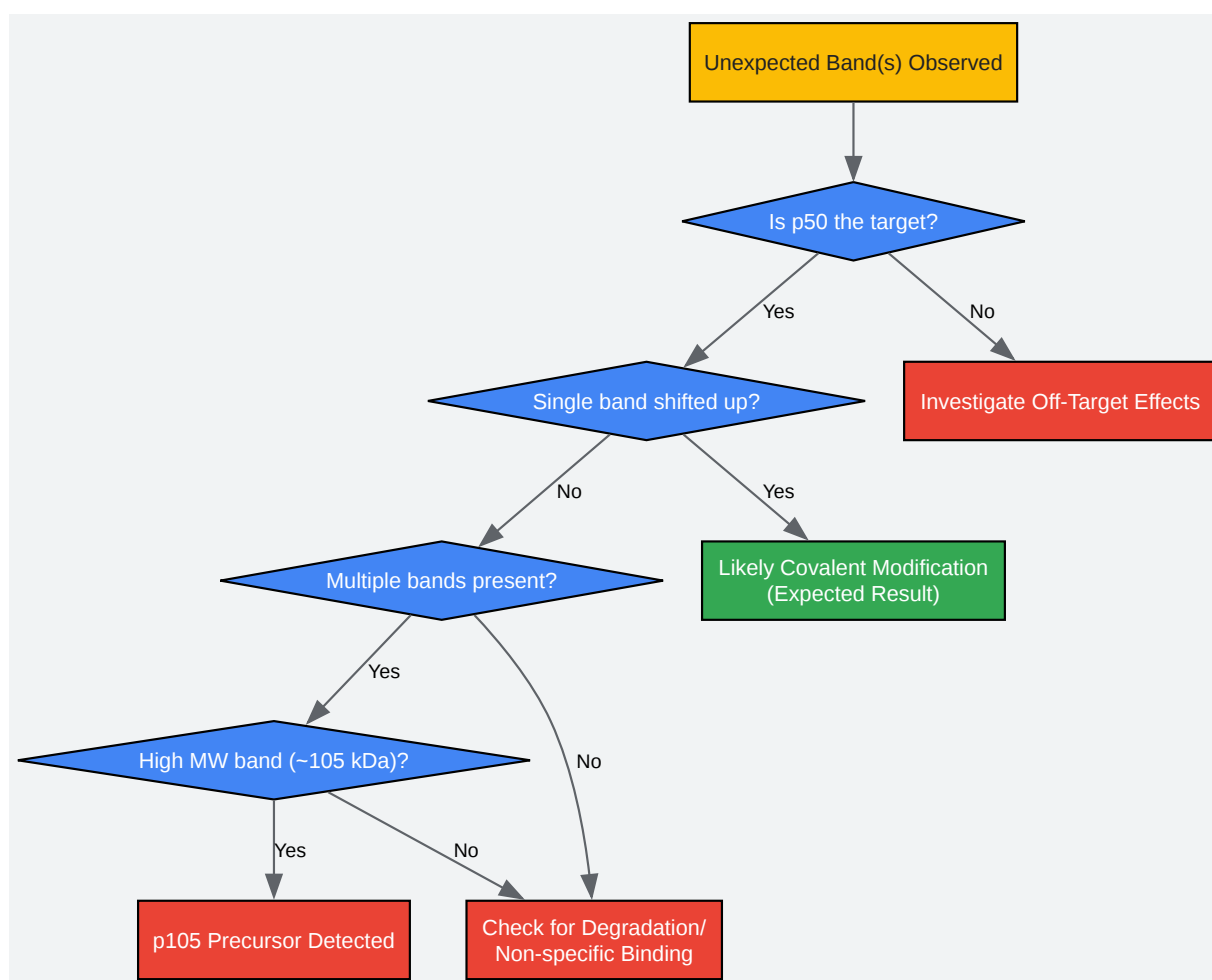 Unexpected Band(s) Observed
Is p50 the target?
Yes
No
Single band shifted up?
Investigate Off-Target Effects
No
Yes
Multiple bands present?
Likely Covalent Modification
(Expected Result)
Yes
High MW band (~105 kDa)?
No
Yes
No
p105 Precursor Detected
Check for Degradation/
Non-specific Binding